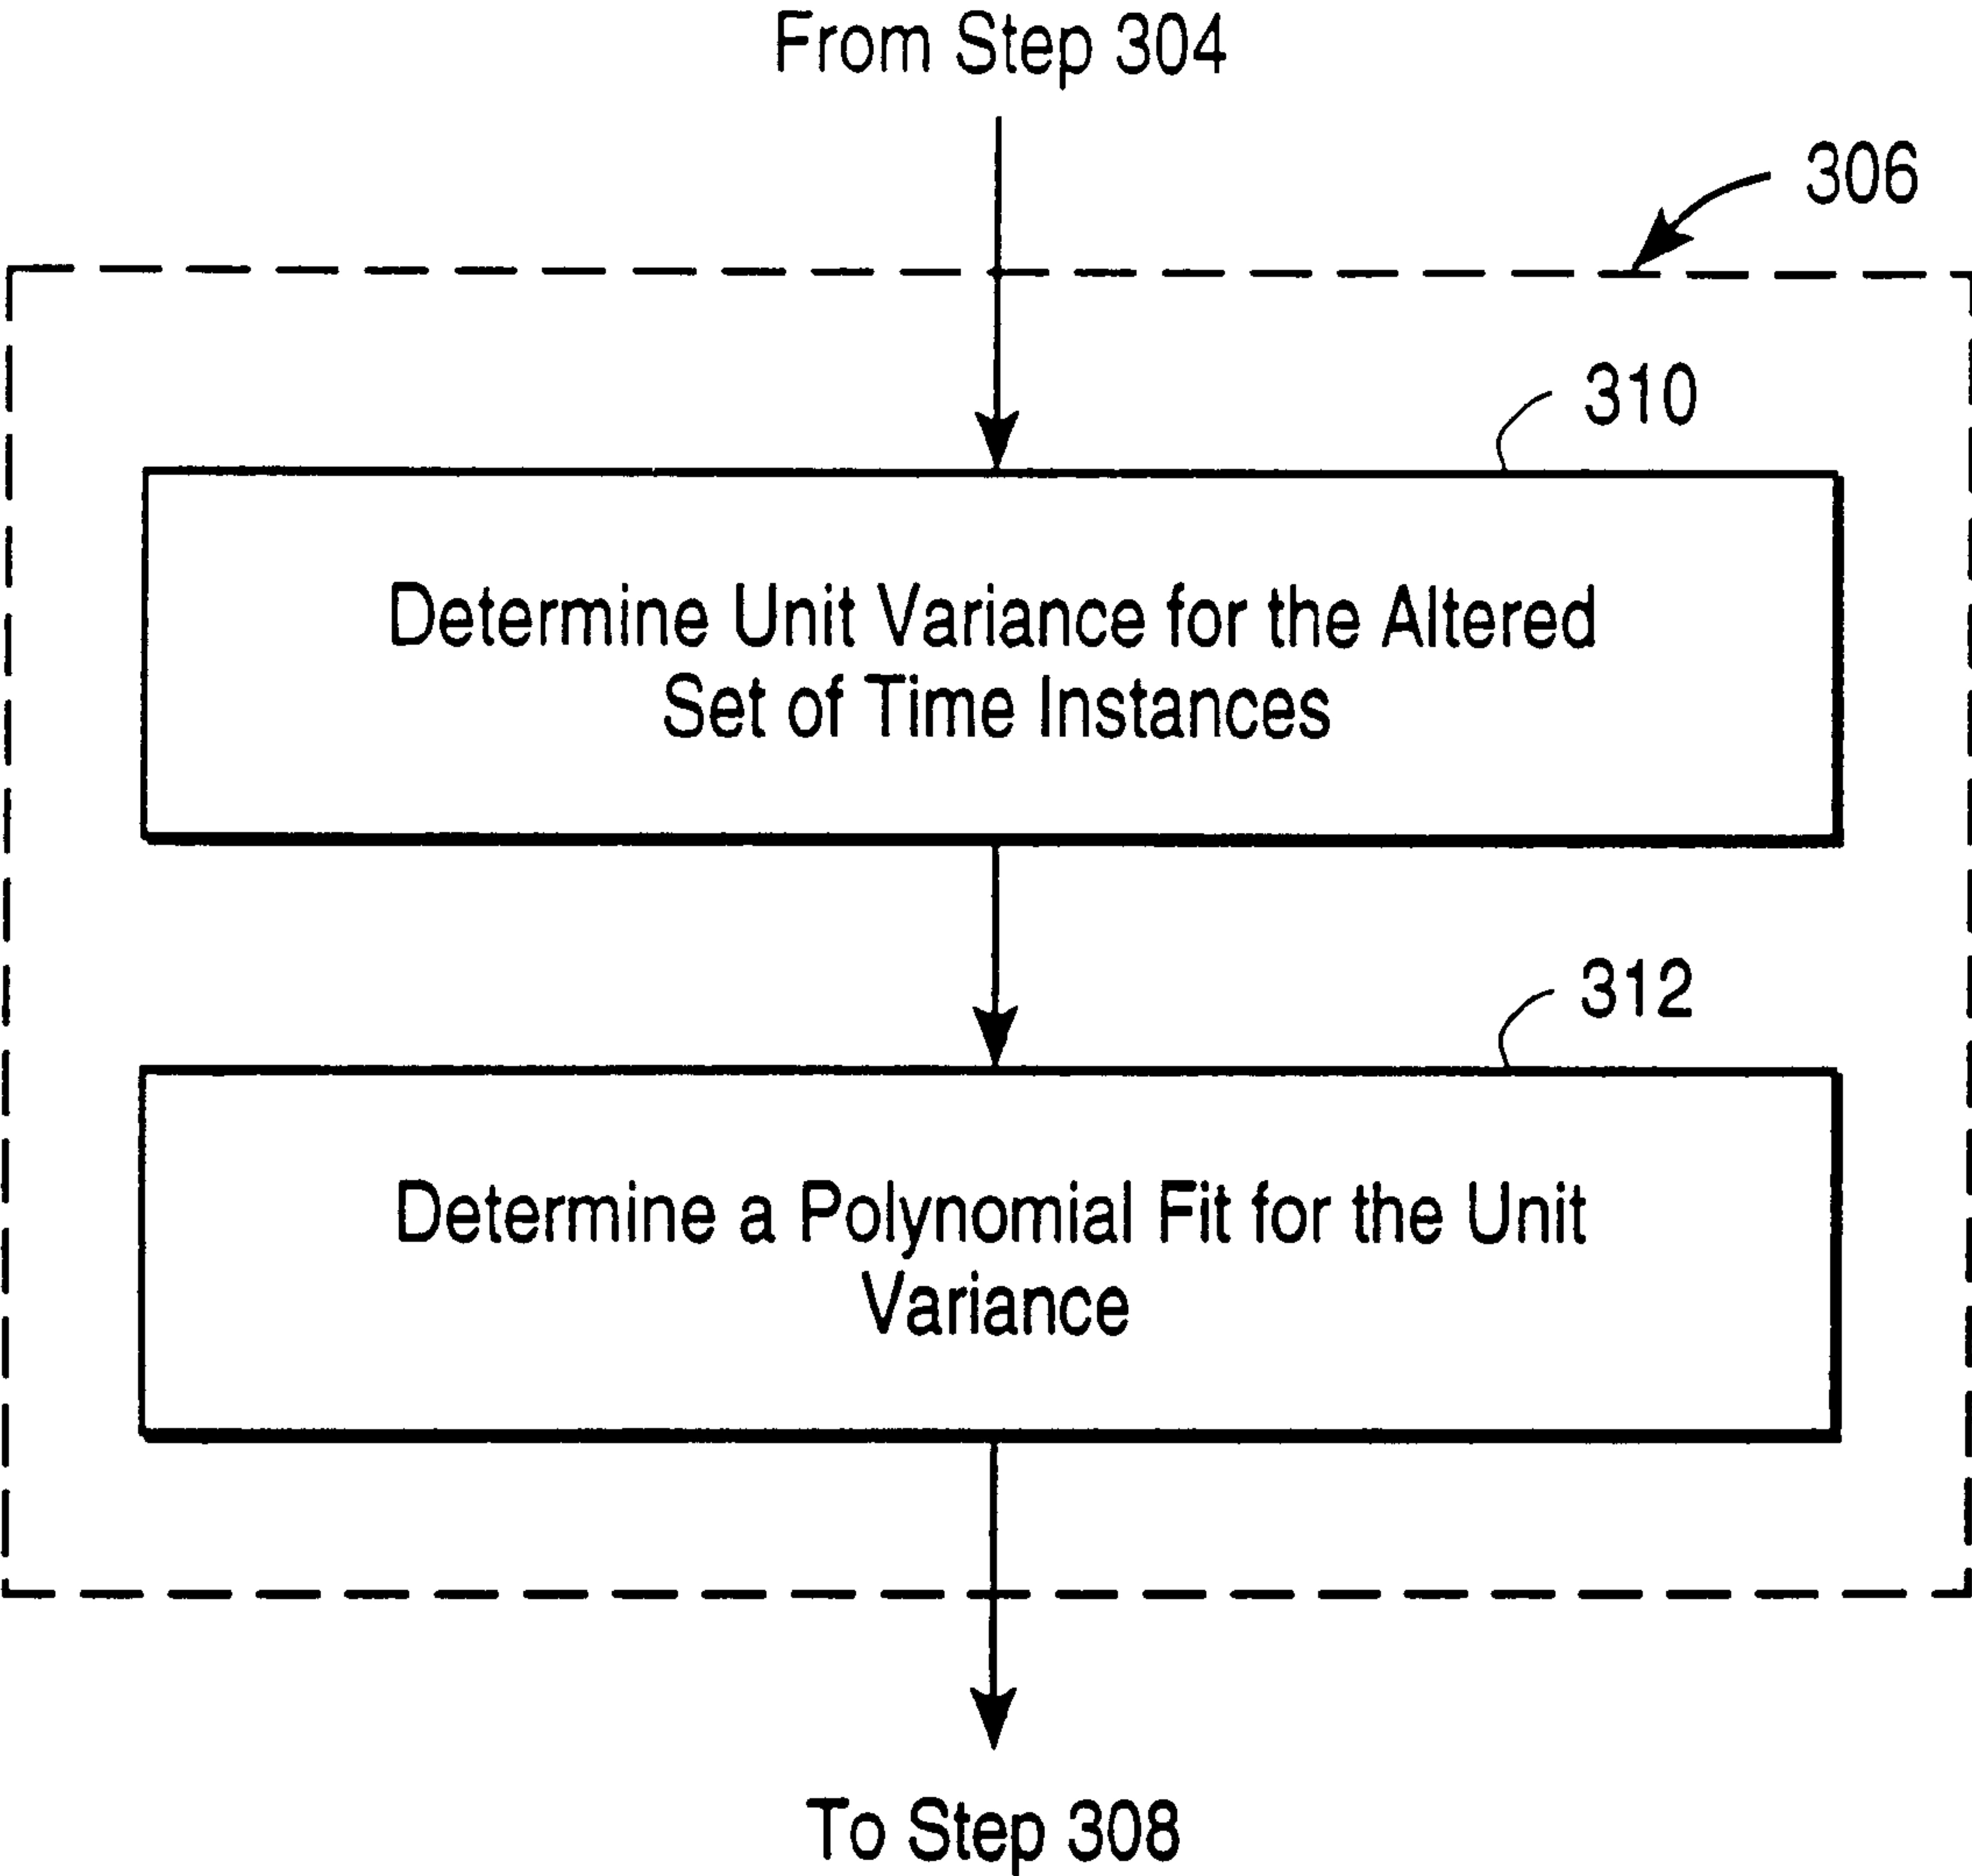 From Step 304
306
310
Determine Unit Variance for the Altered
Set of Time Instances
312
Determine a Polynomial Fit for the Unit
Variance
To Step 308